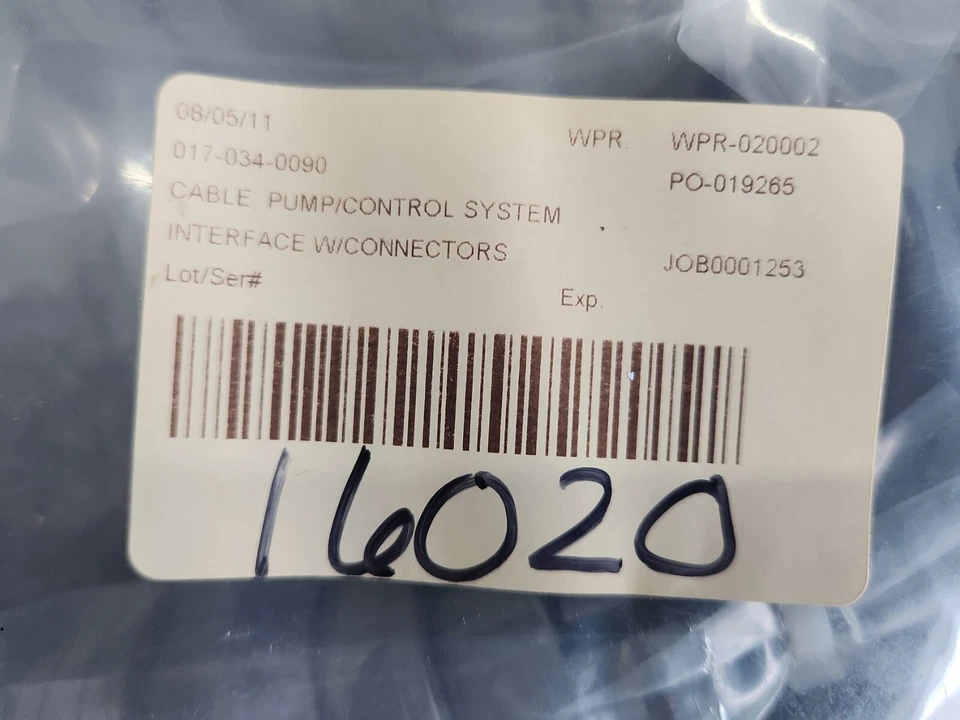 08/05/11
WPR. WPR-020002
017-034-0090
PO-019265
CABLE, PUMP/CONTROL SYSTEM
INTERFACE W/CONNECTORS
JOB0001253
Lot/Ser#
Exp.
16020